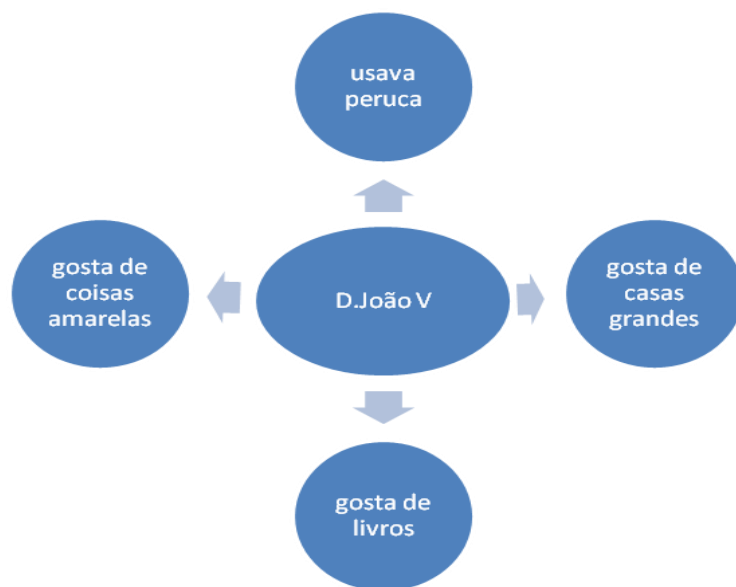 usava
peruca
gosta de
coisas
amarelas
D.João V
gosta de
casas
grandes
gosta de
livros